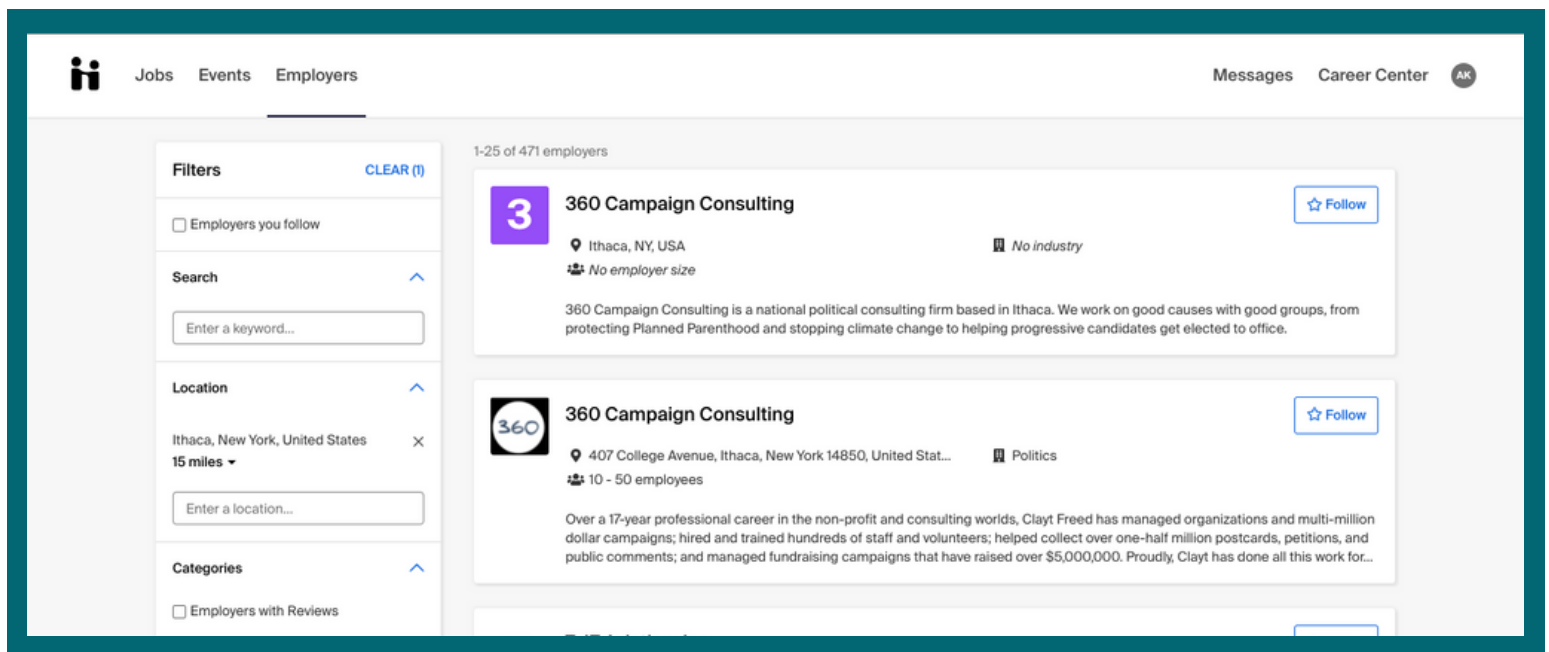 Jobs Events Employers Messages Career Center AK
Filters CLEAR (1)
Employers you follow
Search
Enter a keyword...
Location
Ithaca, New York, United States
15 miles
Enter a location...
Categories
Employers with Reviews
1-25 of 471 employers
3 360 Campaign Consulting Follow
Ithaca, NY, USA No industry
No employer size
360 Campaign Consulting is a national political consulting firm based in Ithaca. We work on good causes with good groups, from
protecting Planned Parenthood and stopping climate change to helping progressive candidates get elected to office.
360 360 Campaign Consulting Follow
407 College Avenue, Ithaca, New York 14850, United Stat... Politics
10 - 50 employees
Over a 17-year professional career in the non-profit and consulting worlds, Clayt Freed has managed organizations and multi-million
dollar campaigns; hired and trained hundreds of staff and volunteers; helped collect over one-half million postcards, petitions, and
public comments; and managed fundraising campaigns that have raised over $5,000,000. Proudly, Clayt has done all this work for...